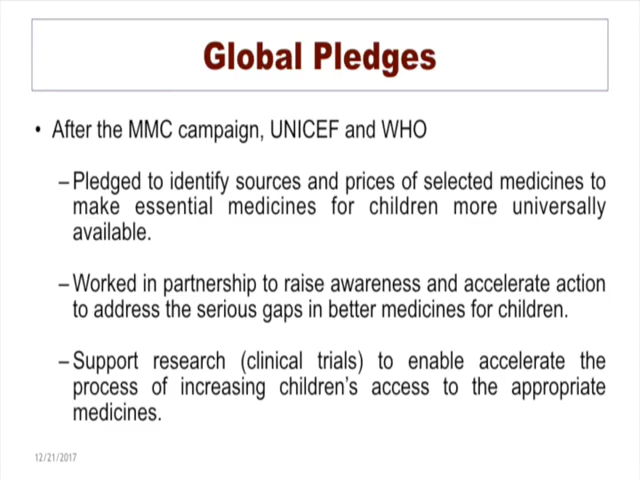 Global Pledges
• After the MMC campaign, UNICEF and WHO
– Pledged to identify sources and prices of selected medicines to
make essential medicines for children more universally
available.
– Worked in partnership to raise awareness and accelerate action
to address the serious gaps in better medicines for children.
– Support research (clinical trials) to enable accelerate the
process of increasing children's access to the appropriate
medicines.
12/21/2017